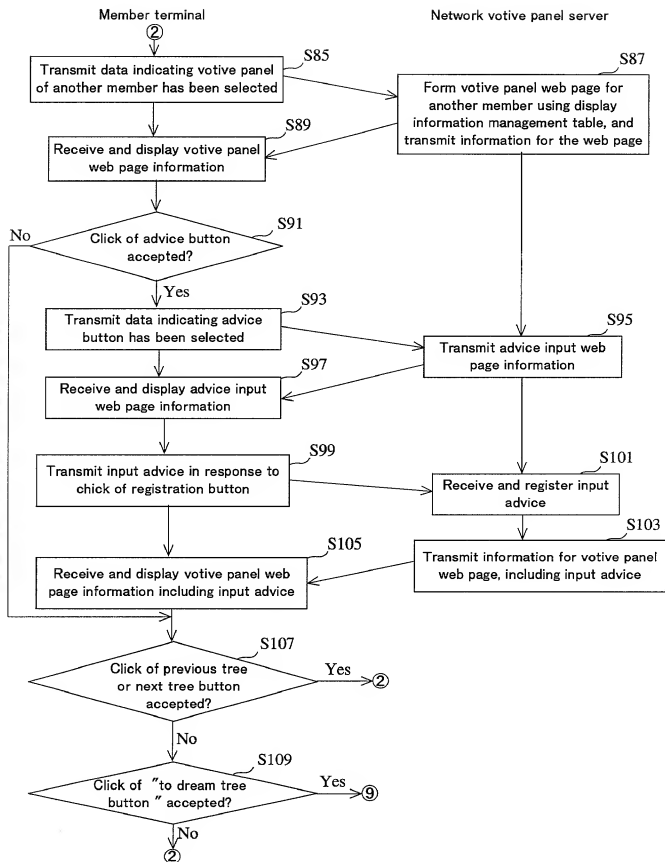 Member terminal
Network votive panel server
②
S85
Transmit data indicating votive panel
of another member has been selected
S87
Form votive panel web page for
another member using display
information management table, and
transmit information for the web page
S89
Receive and display votive panel
web page information
S91
No
Click of advice button
accepted?
Yes
S93
Transmit data indicating advice
button has been selected
S95
Transmit advice input web
page information
S97
Receive and display advice input
web page information
S99
Transmit input advice in response to
chick of registration button
S101
Receive and register input
advice
S103
Transmit information for votive panel
web page, including input advice
S105
Receive and display votive panel web
page information including input advice
S107
Click of previous tree
or next tree button
accepted?
Yes
②
No
S109
Click of "to dream tree
button " accepted?
Yes
⑨
No
②